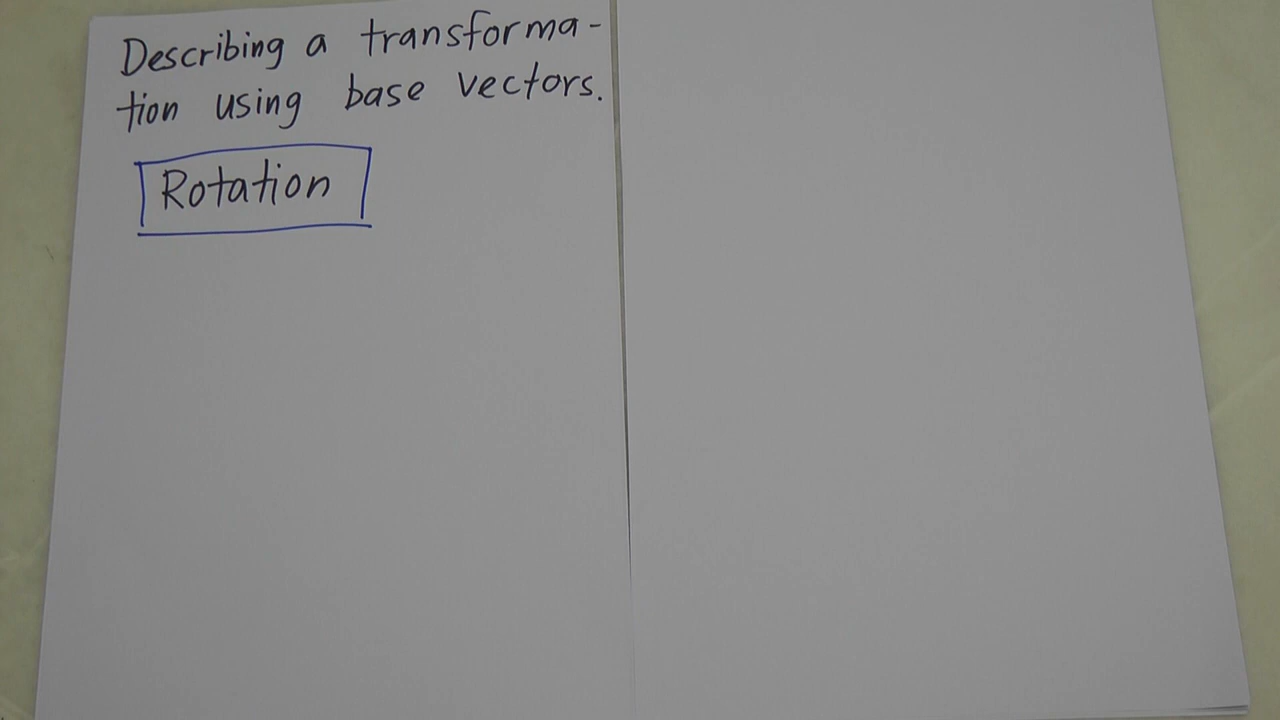 Describing a transforma-
tion using base vectors.
Rotation